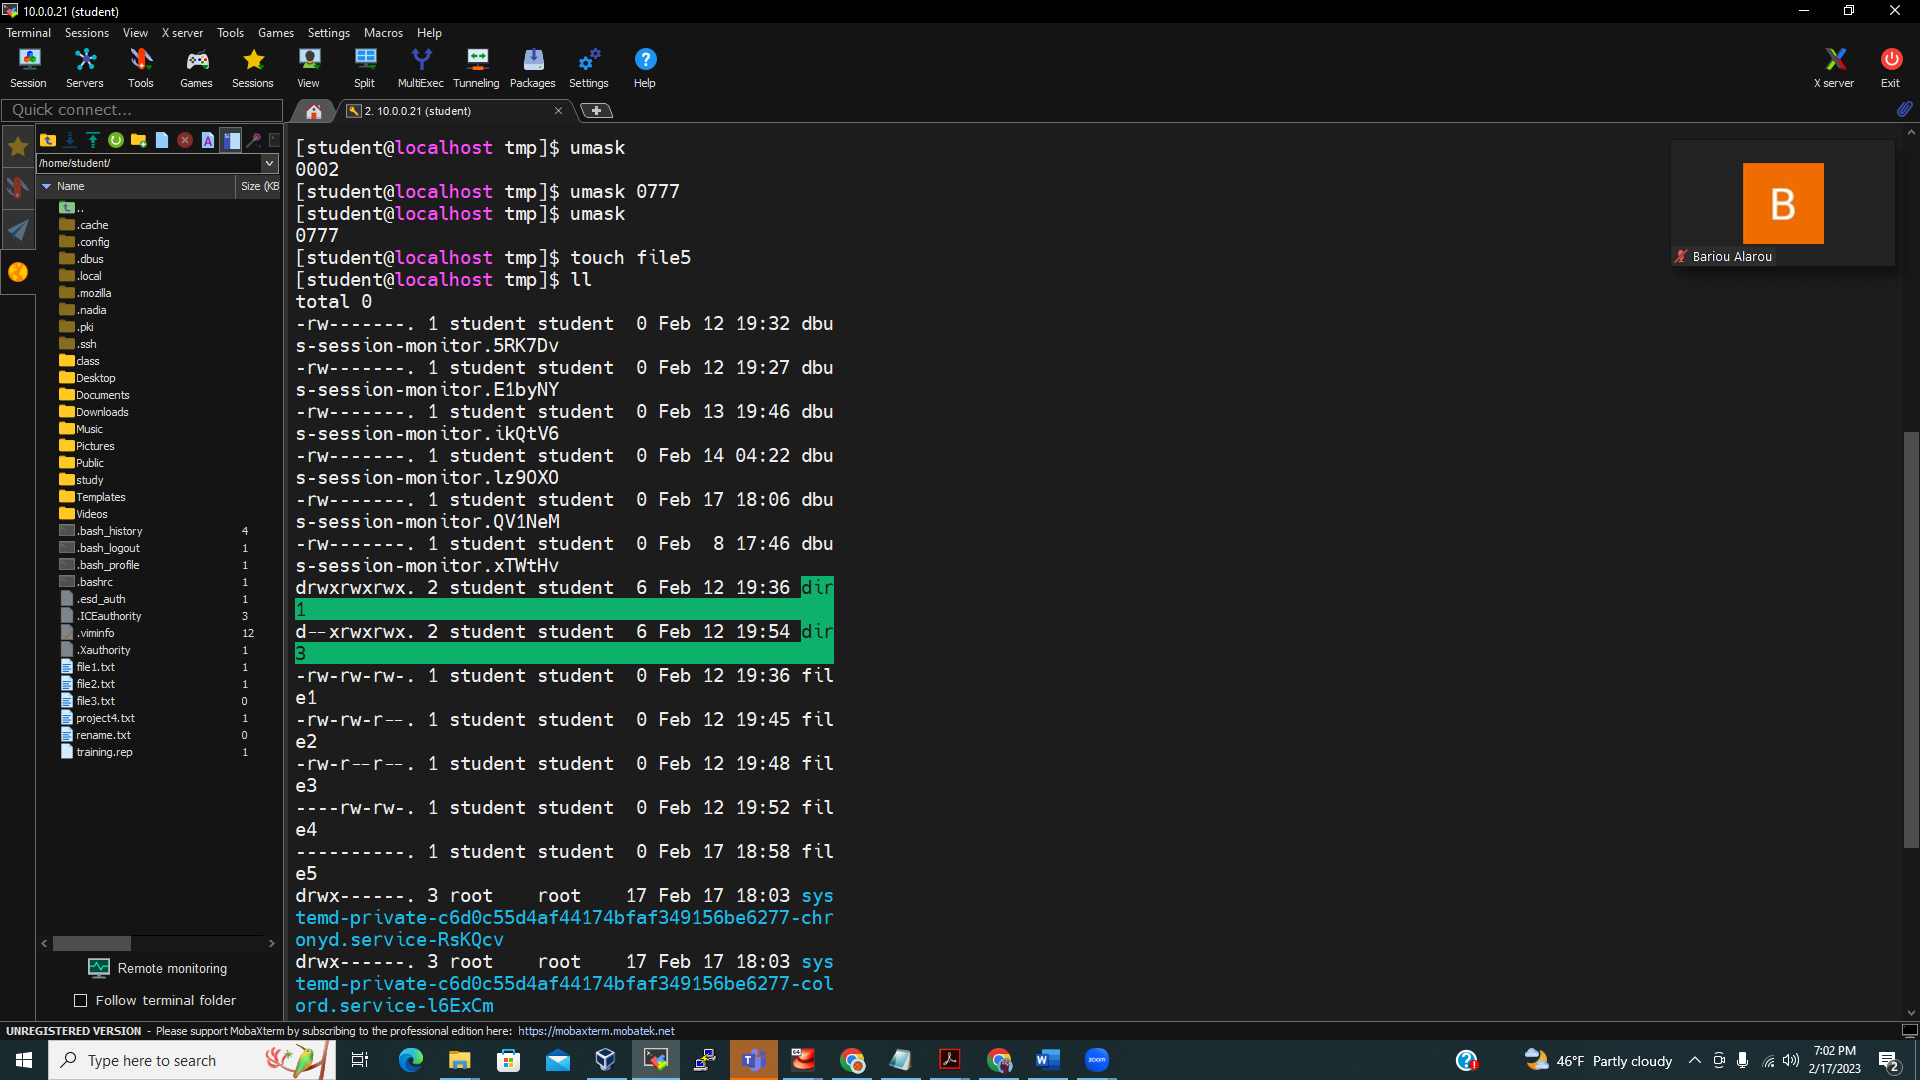 10.0.0.21 (student)
Terminal Sessions View X server Tools Games Settings Macros Help
Session Servers Tools Games Sessions View Split MultiExec Tunneling Packages Settings Help X server Exit
Quick connect...
2. 10.0.0.21 (student)
/home/student/
Name Size (KB
..
.cache
.config
.dbus
.local
.mozilla
.nadia
.pki
.ssh
class
Desktop
Documents
Downloads
Music
Pictures
Public
study
Templates
Videos
.bash_history 4
.bash_logout 1
.bash_profile 1
.bashrc 1
.esd_auth 1
.ICEauthority 3
.viminfo 12
.Xauthority 1
file1.txt 1
file2.txt 1
file3.txt 0
project4.txt 1
rename.txt 0
training.rep 1
Remote monitoring
Follow terminal folder
[student@localhost tmp]$ umask
0002
[student@localhost tmp]$ umask 0777
[student@localhost tmp]$ umask
0777
[student@localhost tmp]$ touch file5
[student@localhost tmp]$ ll
total 0
-rw-------. 1 student student  0 Feb 12 19:32 dbu
s-session-monitor.5RK7Dv
-rw-------. 1 student student  0 Feb 12 19:27 dbu
s-session-monitor.E1byNY
-rw-------. 1 student student  0 Feb 13 19:46 dbu
s-session-monitor.ikQtV6
-rw-------. 1 student student  0 Feb 14 04:22 dbu
s-session-monitor.lz9OXO
-rw-------. 1 student student  0 Feb 17 18:06 dbu
s-session-monitor.QV1NeM
-rw-------. 1 student student  0 Feb  8 17:46 dbu
s-session-monitor.xTWtHv
drwxrwxrwx. 2 student student  6 Feb 12 19:36 dir
1
d--xrwxrwx. 2 student student  6 Feb 12 19:54 dir
3
-rw-rw-rw-. 1 student student  0 Feb 12 19:36 fil
e1
-rw-rw-r--. 1 student student  0 Feb 12 19:45 fil
e2
-rw-r--r--. 1 student student  0 Feb 12 19:48 fil
e3
----rw-rw-. 1 student student  0 Feb 12 19:52 fil
e4
----------. 1 student student  0 Feb 17 18:58 fil
e5
drwx------. 3 root    root    17 Feb 17 18:03 sys
temd-private-c6d0c55d4af44174bfaf349156be6277-chr
onyd.service-RsKQcv
drwx------. 3 root    root    17 Feb 17 18:03 sys
temd-private-c6d0c55d4af44174bfaf349156be6277-col
ord.service-l6ExCm
B
Bariou Alarou
UNREGISTERED VERSION - Please support MobaXterm by subscribing to the professional edition here: https://mobaxterm.mobatek.net
Type here to search
zoom
46°F Partly cloudy
7:02 PM
2/17/2023
2